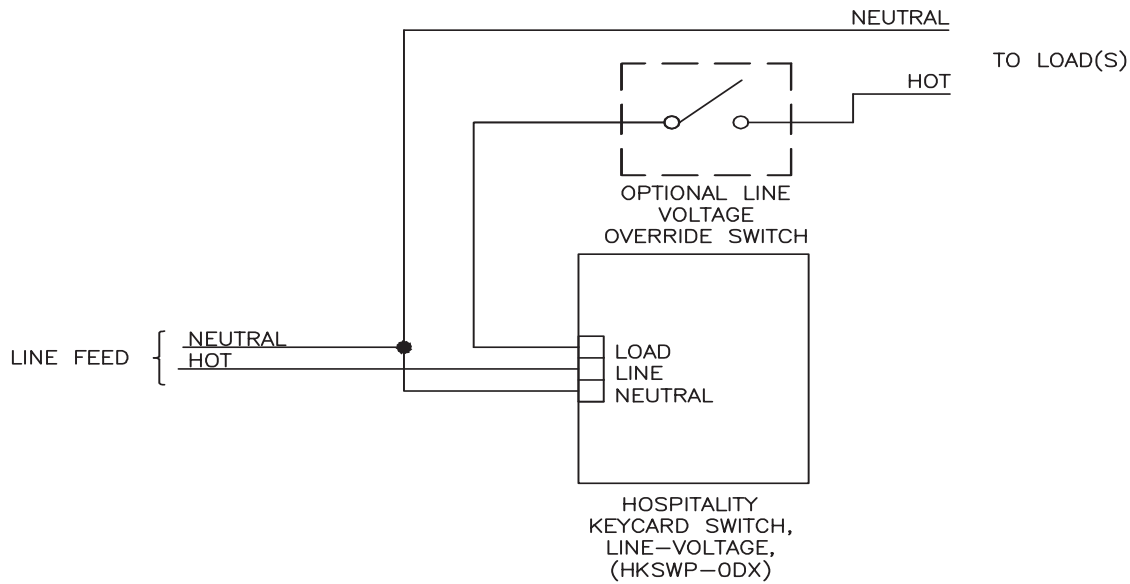 NEUTRAL
TO LOAD(S)
HOT
OPTIONAL LINE
VOLTAGE
OVERRIDE SWITCH
LINE FEED
NEUTRAL
HOT
LOAD
LINE
NEUTRAL
HOSPITALITY
KEYCARD SWITCH,
LINE-VOLTAGE,
(HKSWP-0DX)